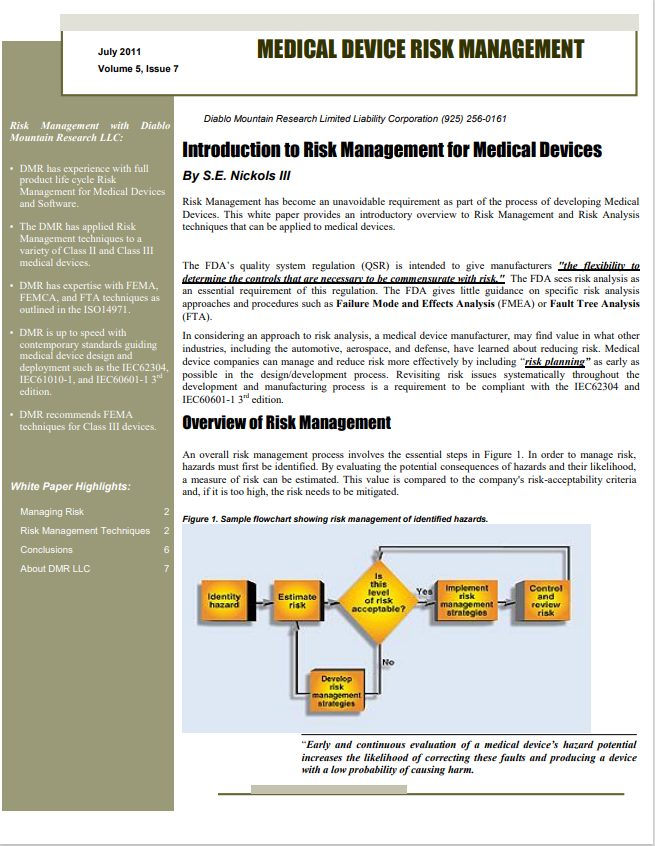 July 2011
Volume 5, Issue 7
MEDICAL DEVICE RISK MANAGEMENT
Risk Management with Diablo
Mountain Research LLC:
• DMR has experience with full
product life cycle Risk
Management for Medical Devices
and Software.
• The DMR has applied Risk
Management techniques to a
variety of Class II and Class III
medical devices.
• DMR has expertise with FEMA,
FEMCA, and FTA techniques as
outlined in the ISO14971.
• DMR is up to speed with
contemporary standards guiding
medical device design and
deployment such as the IEC62304,
IEC61010-1, and IEC60601-1 3rd
edition.
• DMR recommends FEMA
techniques for Class III devices.
White Paper Highlights:
Managing Risk 2
Risk Management Techniques 2
Conclusions 6
About DMR LLC 7
Diablo Mountain Research Limited Liability Corporation (925) 256-0161
Introduction to Risk Management for Medical Devices
By S.E. Nickols III
Risk Management has become an unavoidable requirement as part of the process of developing Medical
Devices. This white paper provides an introductory overview to Risk Management and Risk Analysis
techniques that can be applied to medical devices.
The FDA's quality system regulation (QSR) is intended to give manufacturers "the flexibility to
determine the controls that are necessary to be commensurate with risk." The FDA sees risk analysis as
an essential requirement of this regulation. The FDA gives little guidance on specific risk analysis
approaches and procedures such as Failure Mode and Effects Analysis (FMEA) or Fault Tree Analysis
(FTA).
In considering an approach to risk analysis, a medical device manufacturer, may find value in what other
industries, including the automotive, aerospace, and defense, have learned about reducing risk. Medical
device companies can manage and reduce risk more effectively by including "risk planning" as early as
possible in the design/development process. Revisiting risk issues systematically throughout the
development and manufacturing process is a requirement to be compliant with the IEC62304 and
IEC60601-1 3rd edition.
Overview of Risk Management
An overall risk management process involves the essential steps in Figure 1. In order to manage risk,
hazards must first be identified. By evaluating the potential consequences of hazards and their likelihood,
a measure of risk can be estimated. This value is compared to the company's risk-acceptability criteria
and, if it is too high, the risk needs to be mitigated.
Figure 1. Sample flowchart showing risk management of identified hazards.
Identity
hazard
Estimate
risk
Is
this
level
of risk
acceptable?
Yes
Implement
risk
management
strategies
Control
and
review
risk
No
Develop
risk
management
strategies
"Early and continuous evaluation of a medical device's hazard potential
increases the likelihood of correcting these faults and producing a device
with a low probability of causing harm.